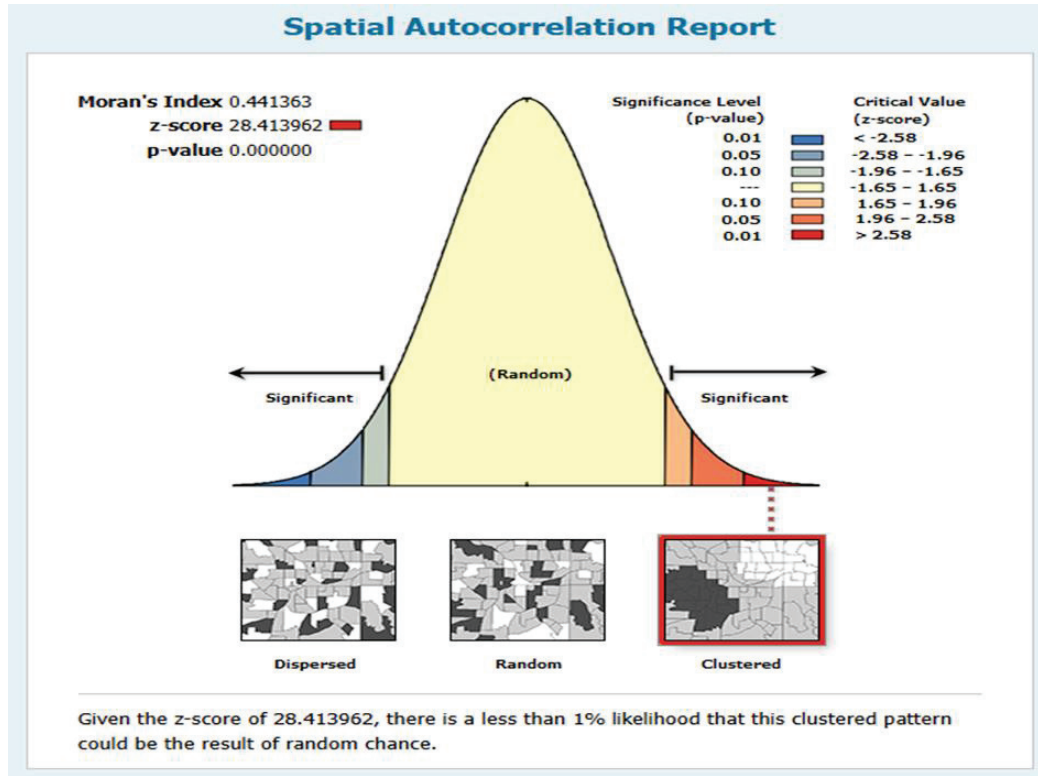 Spatial Autocorrelation Report
Moran's Index 0.441363
z-score 28.413962
p-value 0.000000
Significance Level
(p-value)
Critical Value
(z-score)
0.01 < -2.58
0.05 -2.58 – -1.96
0.10 -1.96 – -1.65
--- -1.65 – 1.65
0.10 1.65 – 1.96
0.05 1.96 – 2.58
0.01 > 2.58
Significant
(Random)
Significant
Dispersed
Random
Clustered
Given the z-score of 28.413962, there is a less than 1% likelihood that this clustered pattern
could be the result of random chance.